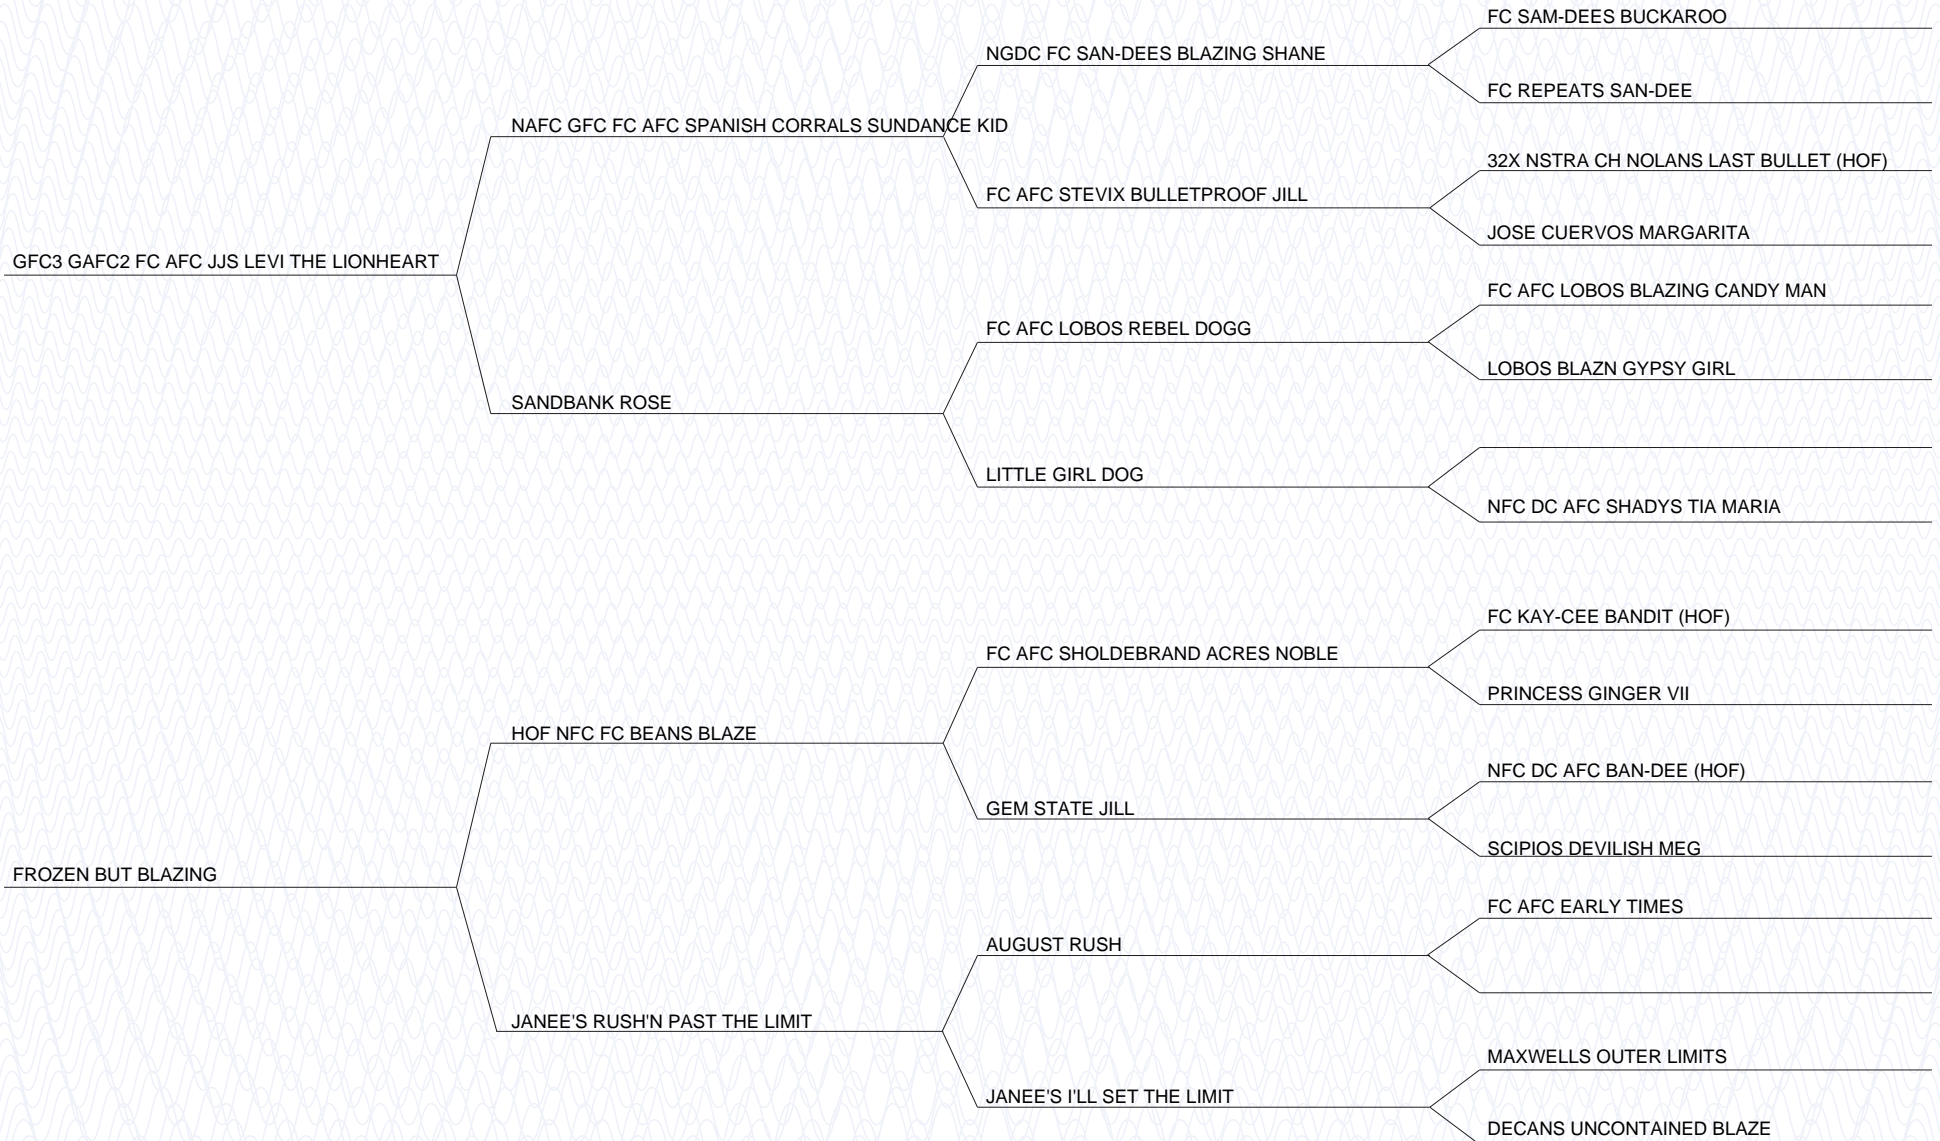 FC SAM-DEES BUCKAROO
NGDC FC SAN-DEES BLAZING SHANE
FC REPEATS SAN-DEE
NAFC GFC FC AFC SPANISH CORRALS SUNDANCE KID
32X NSTRA CH NOLANS LAST BULLET (HOF)
FC AFC STEVIX BULLETPROOF JILL
JOSE CUERVOS MARGARITA
GFC3 GAFC2 FC AFC JJS LEVI THE LIONHEART
FC AFC LOBOS BLAZING CANDY MAN
FC AFC LOBOS REBEL DOGG
LOBOS BLAZN GYPSY GIRL
SANDBANK ROSE
LITTLE GIRL DOG
NFC DC AFC SHADYS TIA MARIA
FC KAY-CEE BANDIT (HOF)
FC AFC SHOLDEBRAND ACRES NOBLE
PRINCESS GINGER VII
HOF NFC FC BEANS BLAZE
NFC DC AFC BAN-DEE (HOF)
GEM STATE JILL
SCIPIOS DEVILISH MEG
FROZEN BUT BLAZING
FC AFC EARLY TIMES
AUGUST RUSH
JANEE'S RUSH'N PAST THE LIMIT
MAXWELLS OUTER LIMITS
JANEE'S I'LL SET THE LIMIT
DECANS UNCONTAINED BLAZE